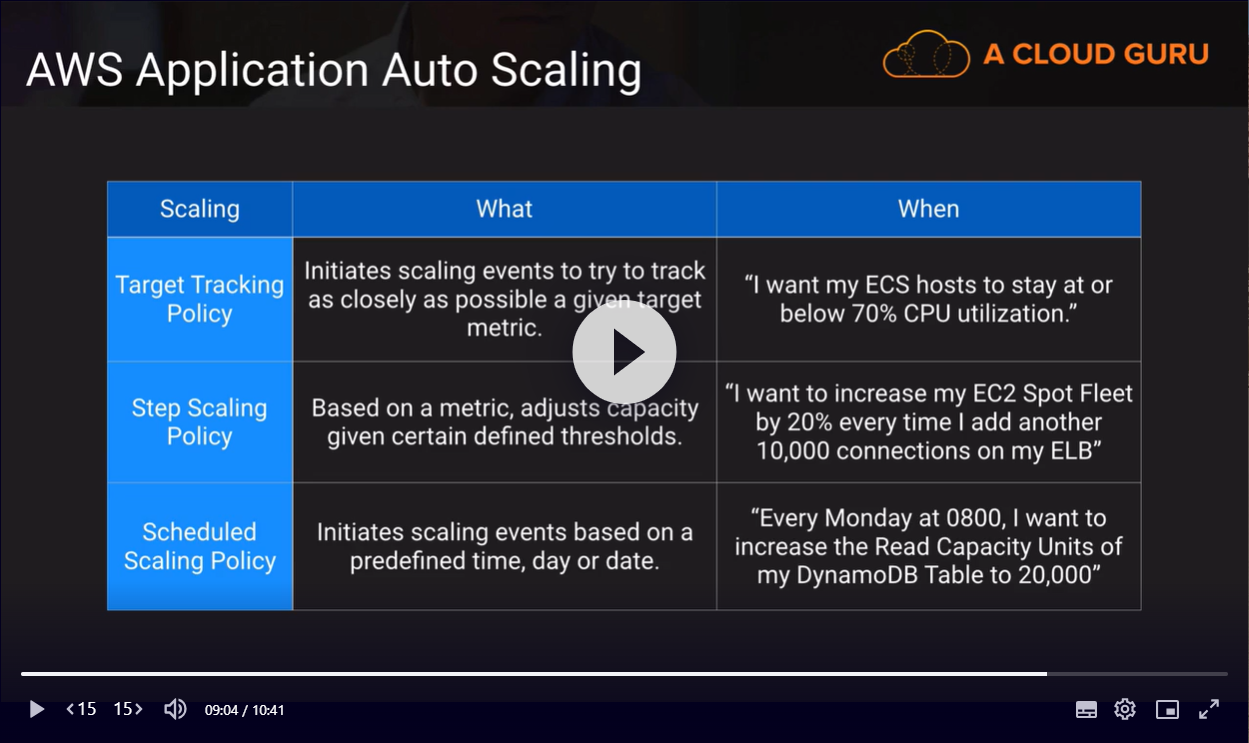 AWS Application Auto Scaling
A CLOUD GURU
Scaling
What
When
Target Tracking
Policy
Initiates scaling events to try to track
as closely as possible a given target
metric.
“I want my ECS hosts to stay at or
below 70% CPU utilization.”
Step Scaling
Policy
Based on a metric, adjusts capacity
given certain defined thresholds.
“I want to increase my EC2 Spot Fleet
by 20% every time I add another
10,000 connections on my ELB”
Scheduled
Scaling Policy
Initiates scaling events based on a
predefined time, day or date.
“Every Monday at 0800, I want to
increase the Read Capacity Units of
my DynamoDB Table to 20,000”
<15 15> 09:04 / 10:41